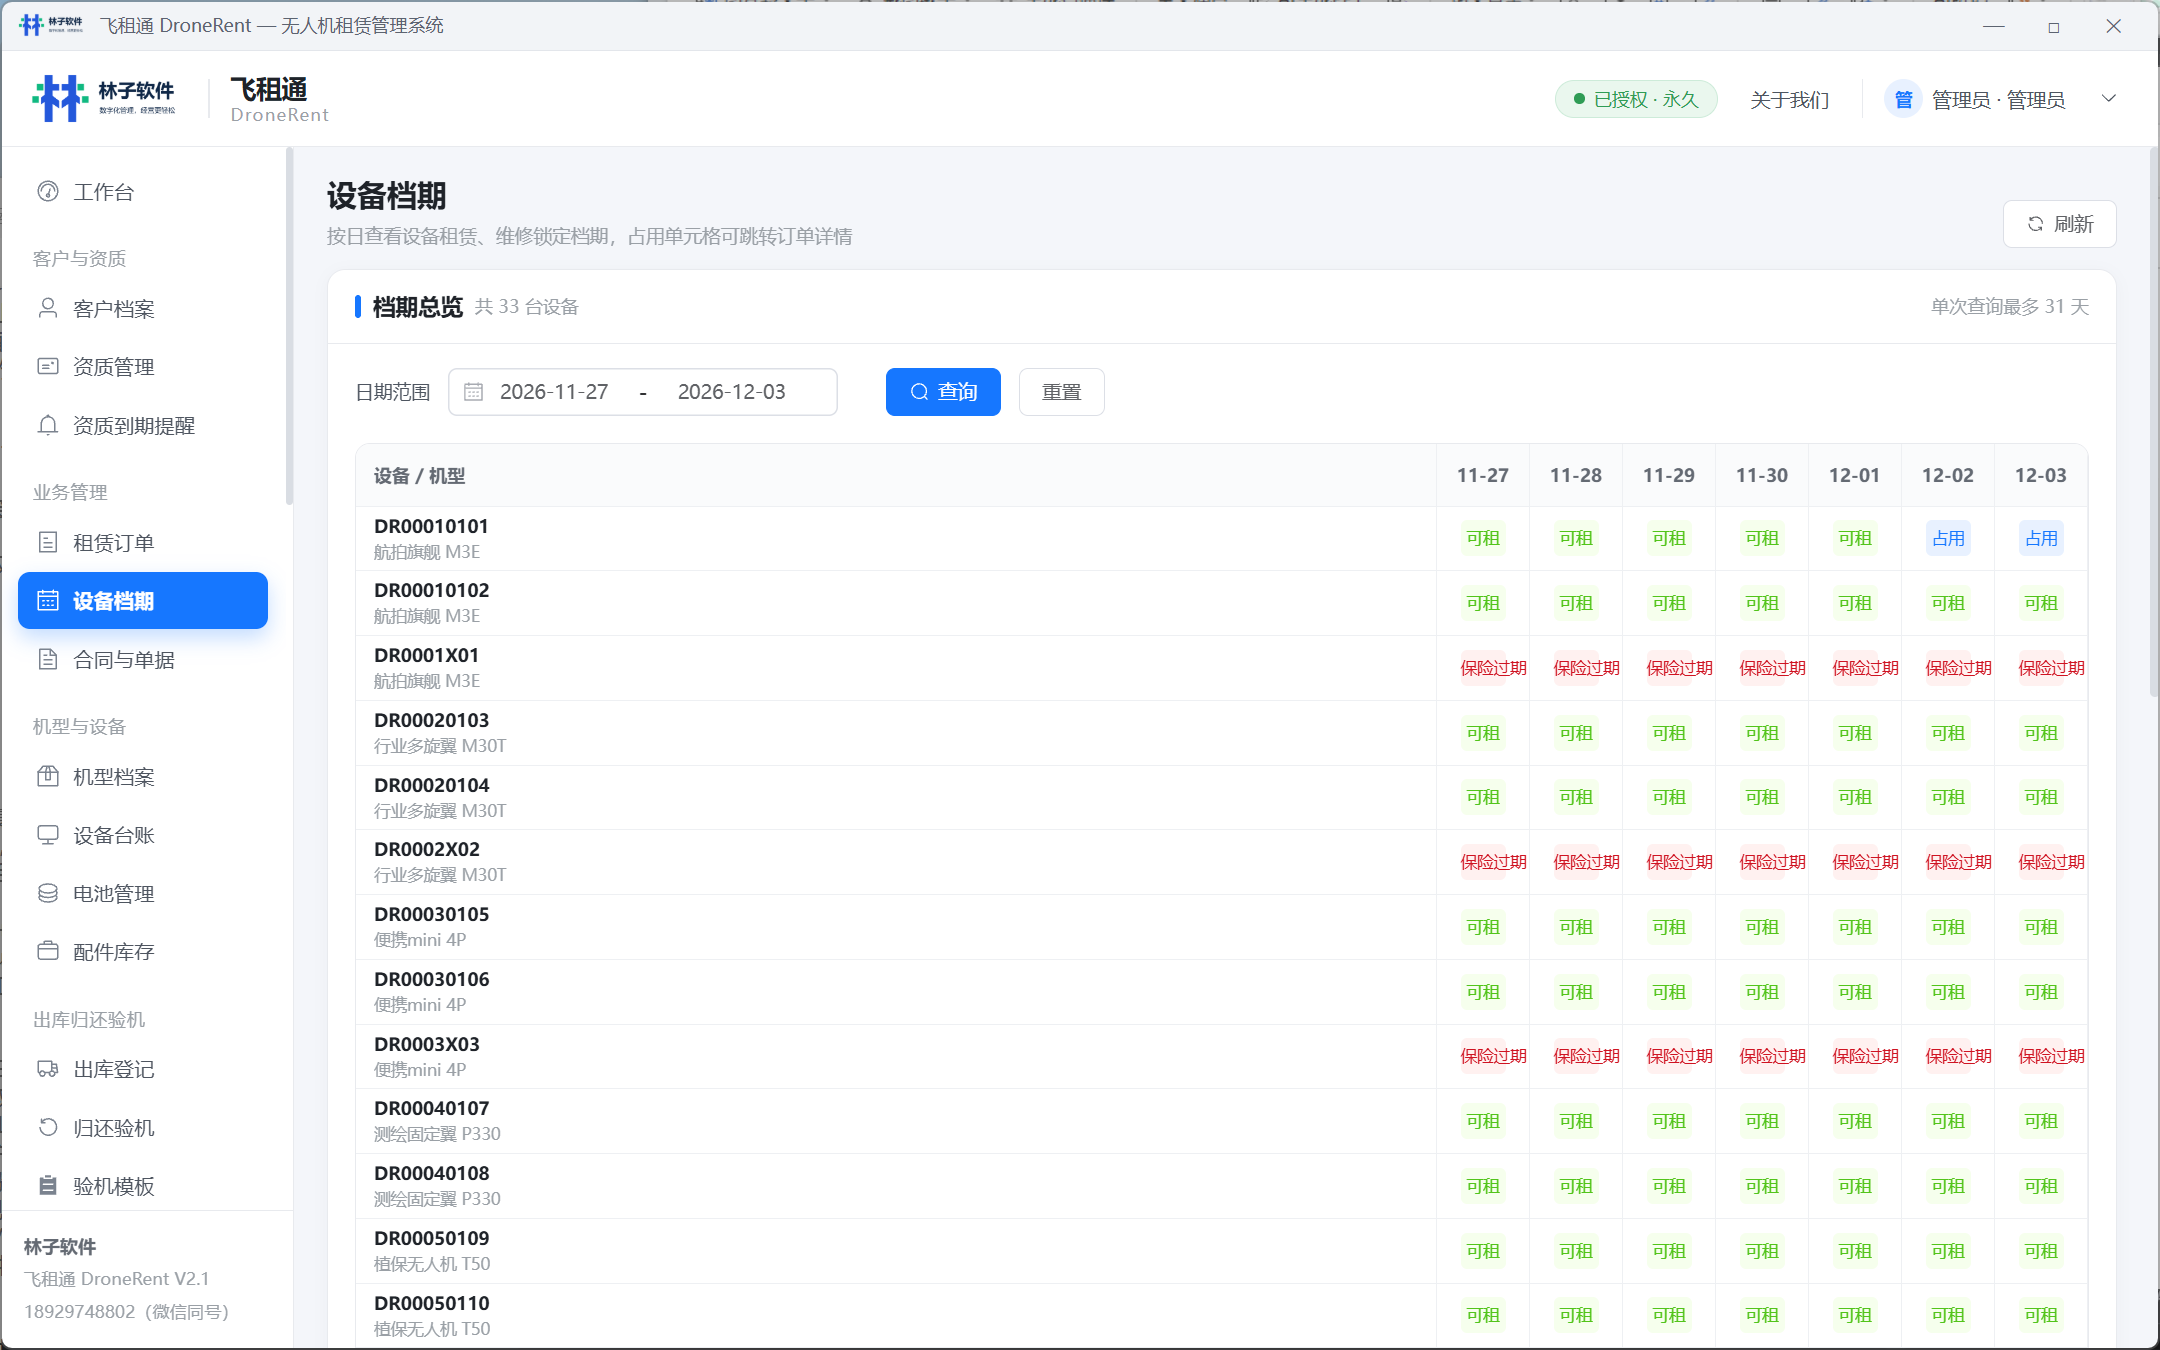 林子软件 飞租通 DroneRent — 无人机租赁管理系统
林子软件
数字化管理，经营更轻松
飞租通
DroneRent
已授权 · 永久
关于我们
管 管理员 · 管理员
工作台
客户与资质
客户档案
资质管理
资质到期提醒
业务管理
租赁订单
设备档期
合同与单据
机型与设备
机型档案
设备台账
电池管理
配件库存
出库归还验机
出库登记
归还验机
验机模板
林子软件
飞租通 DroneRent V2.1
18929748802（微信同号）
设备档期
按日查看设备租赁、维修锁定档期，占用单元格可跳转订单详情
刷新
档期总览 共 33 台设备
单次查询最多 31 天
日期范围 2026-11-27 - 2026-12-03 查询 重置
设备 / 机型 11-27 11-28 11-29 11-30 12-01 12-02 12-03
DR00010101
航拍旗舰 M3E
可租 可租 可租 可租 可租 占用 占用
DR00010102
航拍旗舰 M3E
可租 可租 可租 可租 可租 可租 可租
DR0001X01
航拍旗舰 M3E
保险过期 保险过期 保险过期 保险过期 保险过期 保险过期 保险过期
DR00020103
行业多旋翼 M30T
可租 可租 可租 可租 可租 可租 可租
DR00020104
行业多旋翼 M30T
可租 可租 可租 可租 可租 可租 可租
DR0002X02
行业多旋翼 M30T
保险过期 保险过期 保险过期 保险过期 保险过期 保险过期 保险过期
DR00030105
便携mini 4P
可租 可租 可租 可租 可租 可租 可租
DR00030106
便携mini 4P
可租 可租 可租 可租 可租 可租 可租
DR0003X03
便携mini 4P
保险过期 保险过期 保险过期 保险过期 保险过期 保险过期 保险过期
DR00040107
测绘固定翼 P330
可租 可租 可租 可租 可租 可租 可租
DR00040108
测绘固定翼 P330
可租 可租 可租 可租 可租 可租 可租
DR00050109
植保无人机 T50
可租 可租 可租 可租 可租 可租 可租
DR00050110
植保无人机 T50
可租 可租 可租 可租 可租 可租 可租